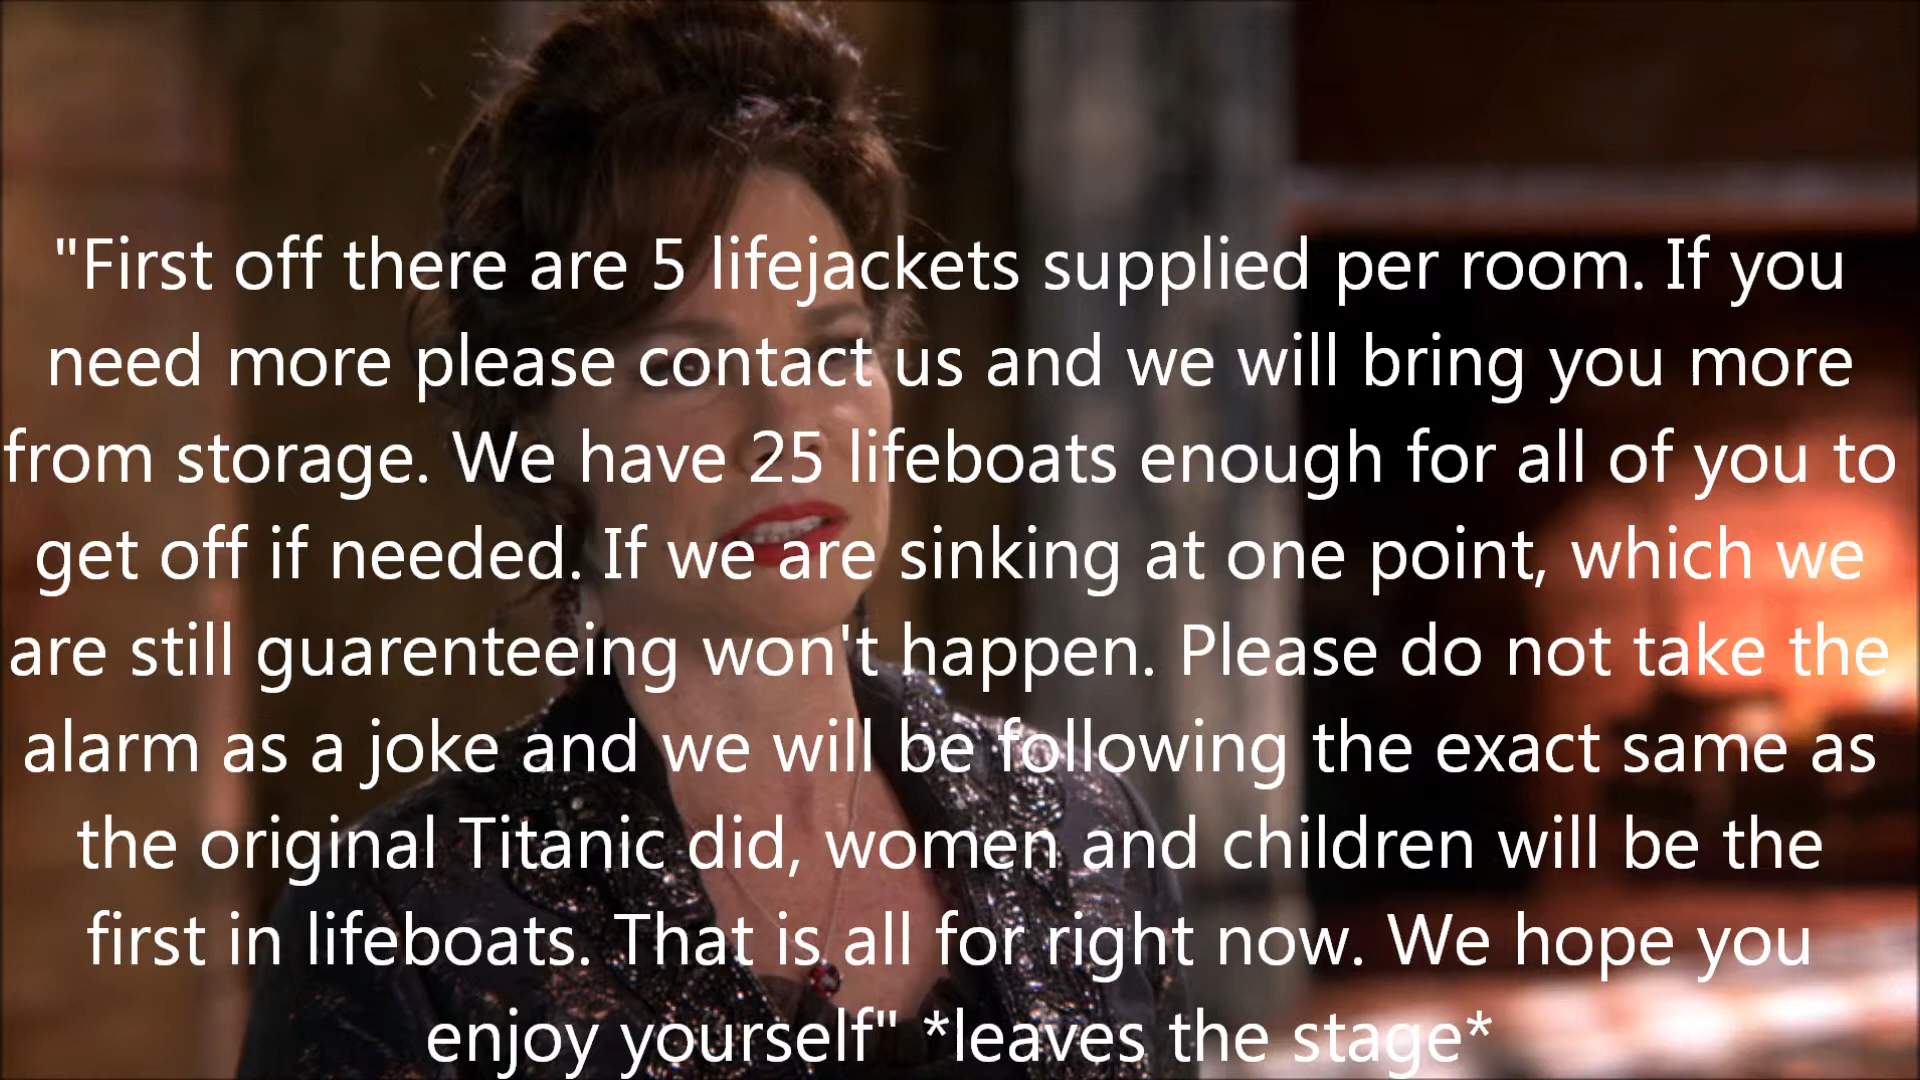 "First off there are 5 lifejackets supplied per room. If you
need more please contact us and we will bring you more
from storage. We have 25 lifeboats enough for all of you to
get off if needed. If we are sinking at one point, which we
are still guarenteeing won't happen. Please do not take the
alarm as a joke and we will be following the exact same as
the original Titanic did, women and children will be the
first in lifeboats. That is all for right now. We hope you
enjoy yourself" *leaves the stage*